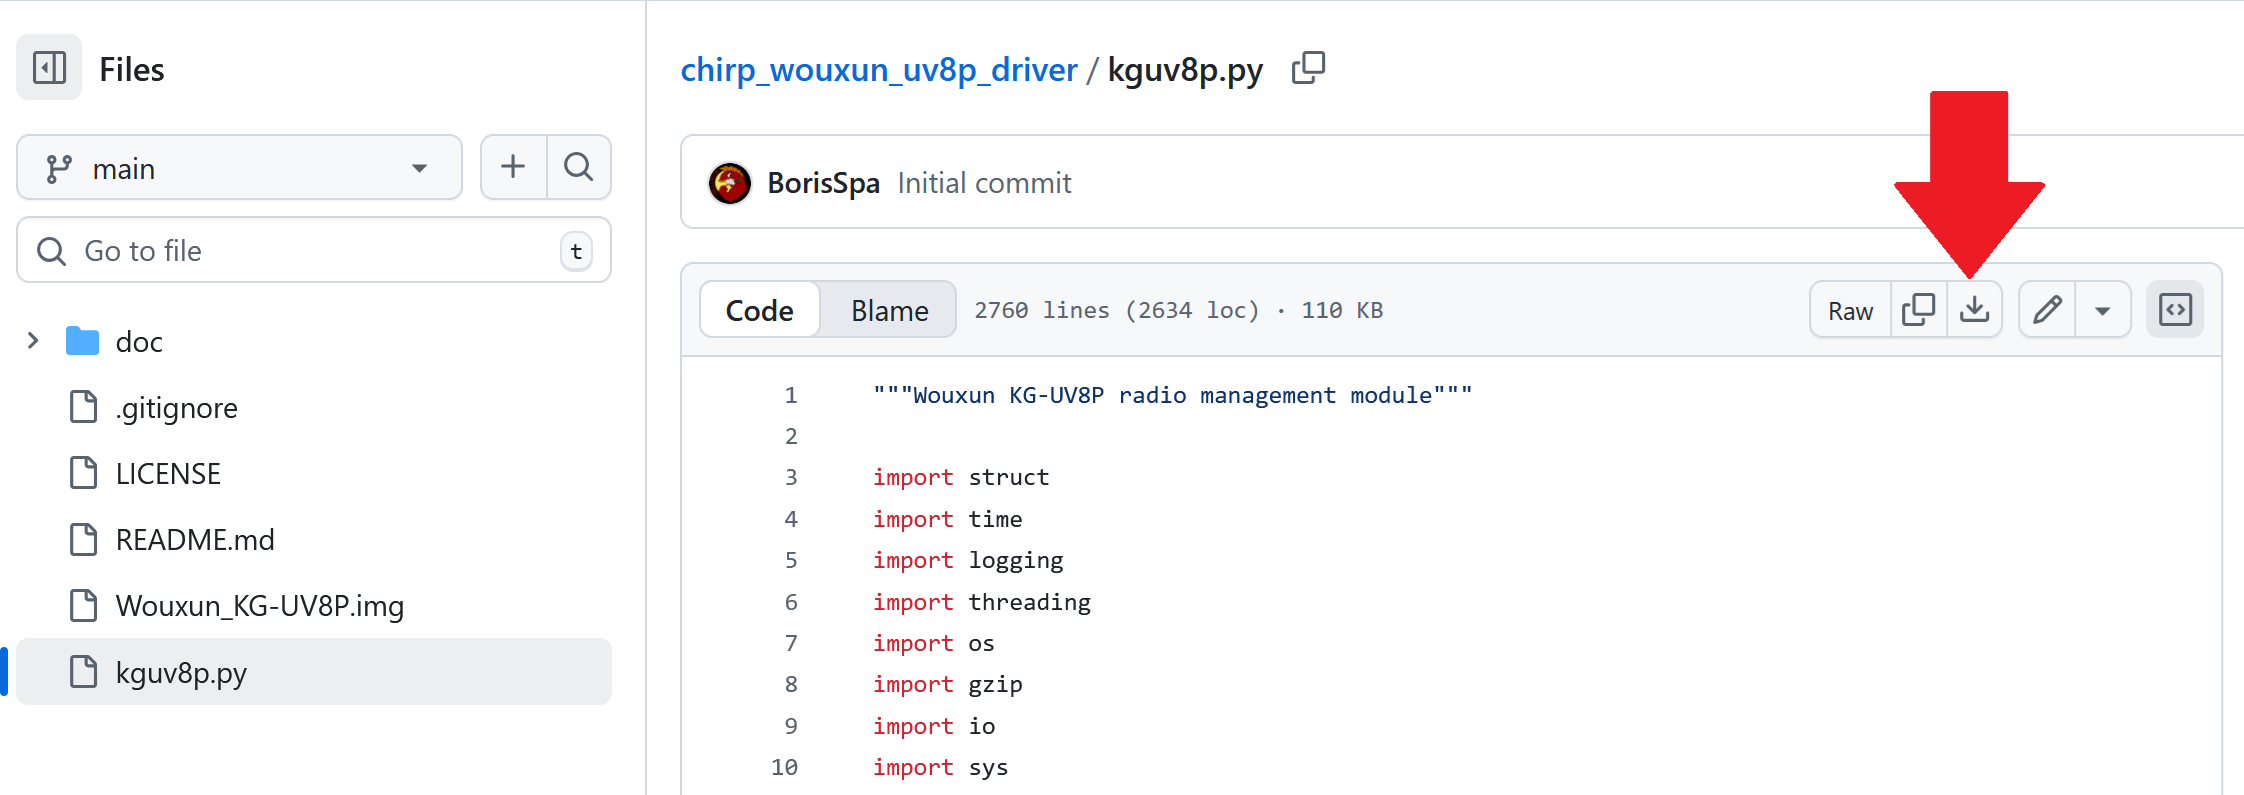 Files
main
Go to file
t
doc
.gitignore
LICENSE
README.md
Wouxun_KG-UV8P.img
kguv8p.py
chirp_wouxun_uv8p_driver / kguv8p.py
BorisSpa Initial commit
Code Blame 2760 lines (2634 loc) · 110 KB Raw
1 """Wouxun KG-UV8P radio management module"""
2
3 import struct
4 import time
5 import logging
6 import threading
7 import os
8 import gzip
9 import io
10 import sys